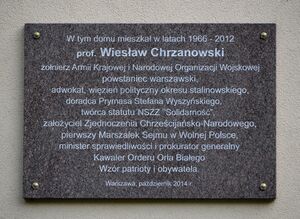 W tym domu mieszkał w latach 1966 - 2012
prof. Wiesław Chrzanowski
żołnierz Armii Krajowej i Narodowej Organizacji Wojskowej
powstaniec warszawski,
adwokat, więzień polityczny okresu stalinowskiego,
doradca Prymasa Stefana Wyszyńskiego,
twórca statutu NSZZ "Solidarność",
założyciel Zjednoczenia Chrześcijańsko-Narodowego,
pierwszy Marszałek Sejmu w Wolnej Polsce,
minister sprawiedliwości i prokurator generalny
Kawaler Orderu Orła Białego
Wzór patrioty i obywatela.
Warszawa, październik 2014 r.